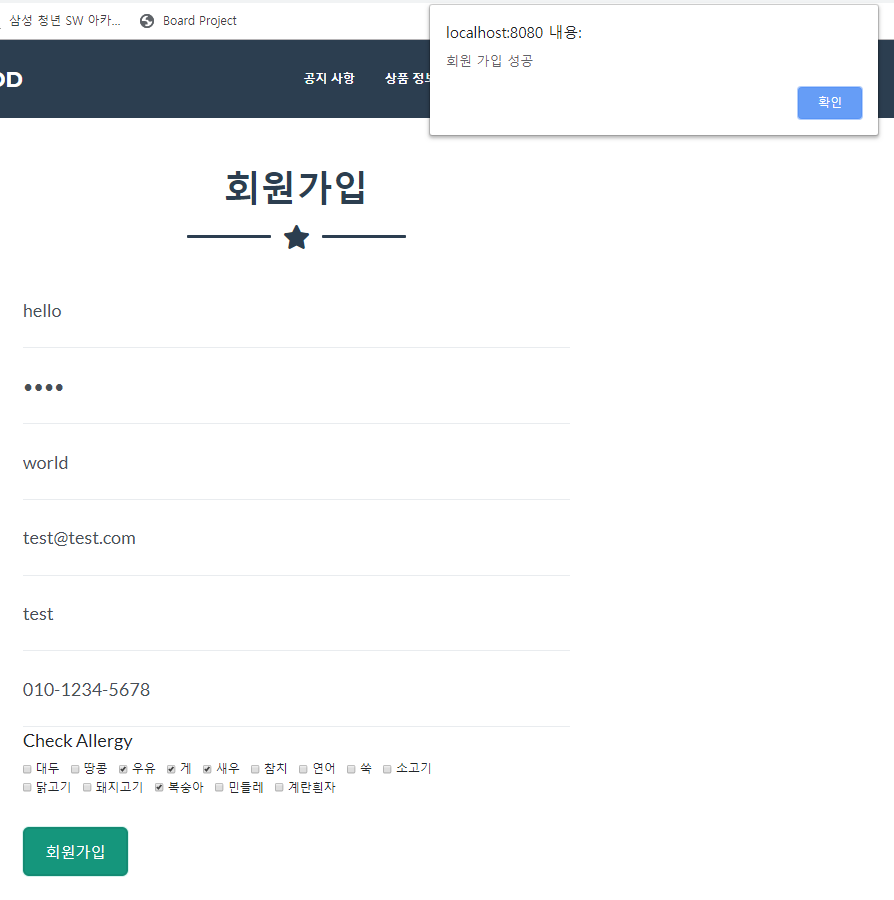 삼성 청년 SW 아카... Board Project
localhost:8080 내용:
회원 가입 성공
확인
공지 사항 상품 정보
회원가입
hello
••••
world
test@test.com
test
010-1234-5678
Check Allergy
대두 땅콩 우유 게 새우 참치 연어 쑥 소고기
닭고기 돼지고기 복숭아 민들레 계란흰자
회원가입